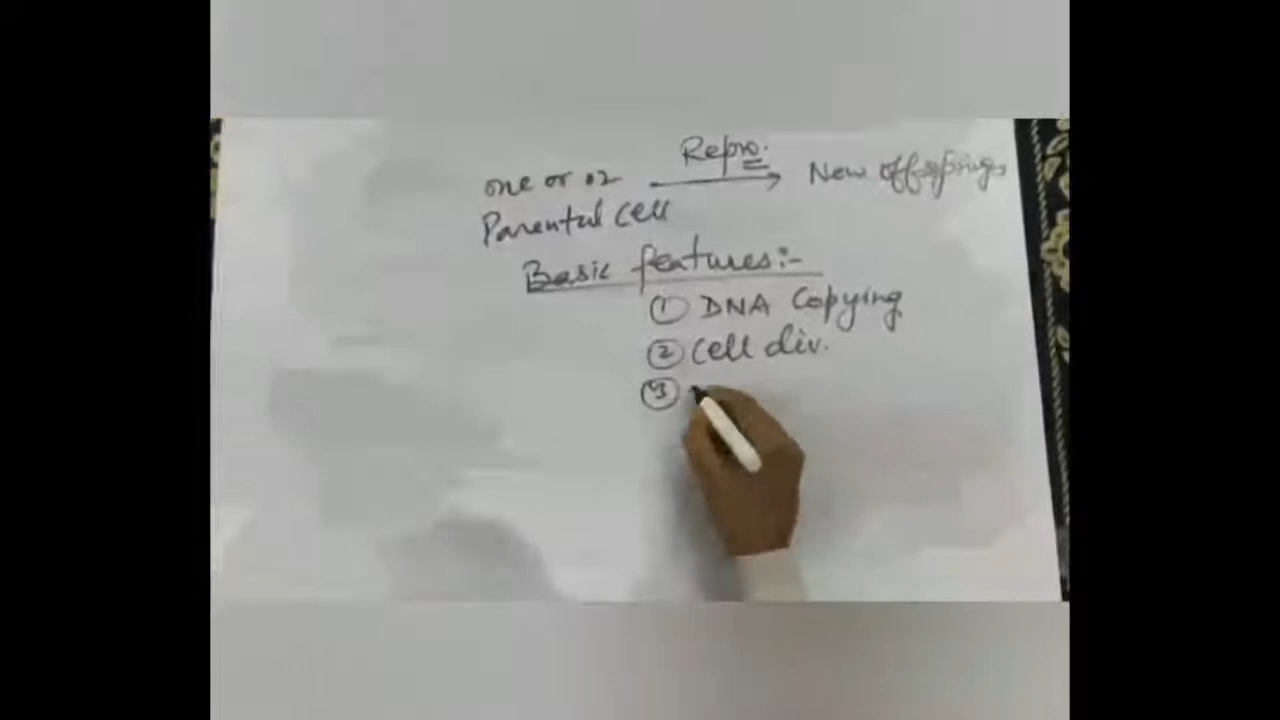 Repro.
one or 02 → New offsprings
Parental cell
Basic features:-
① DNA Copying
② Cell div.
③